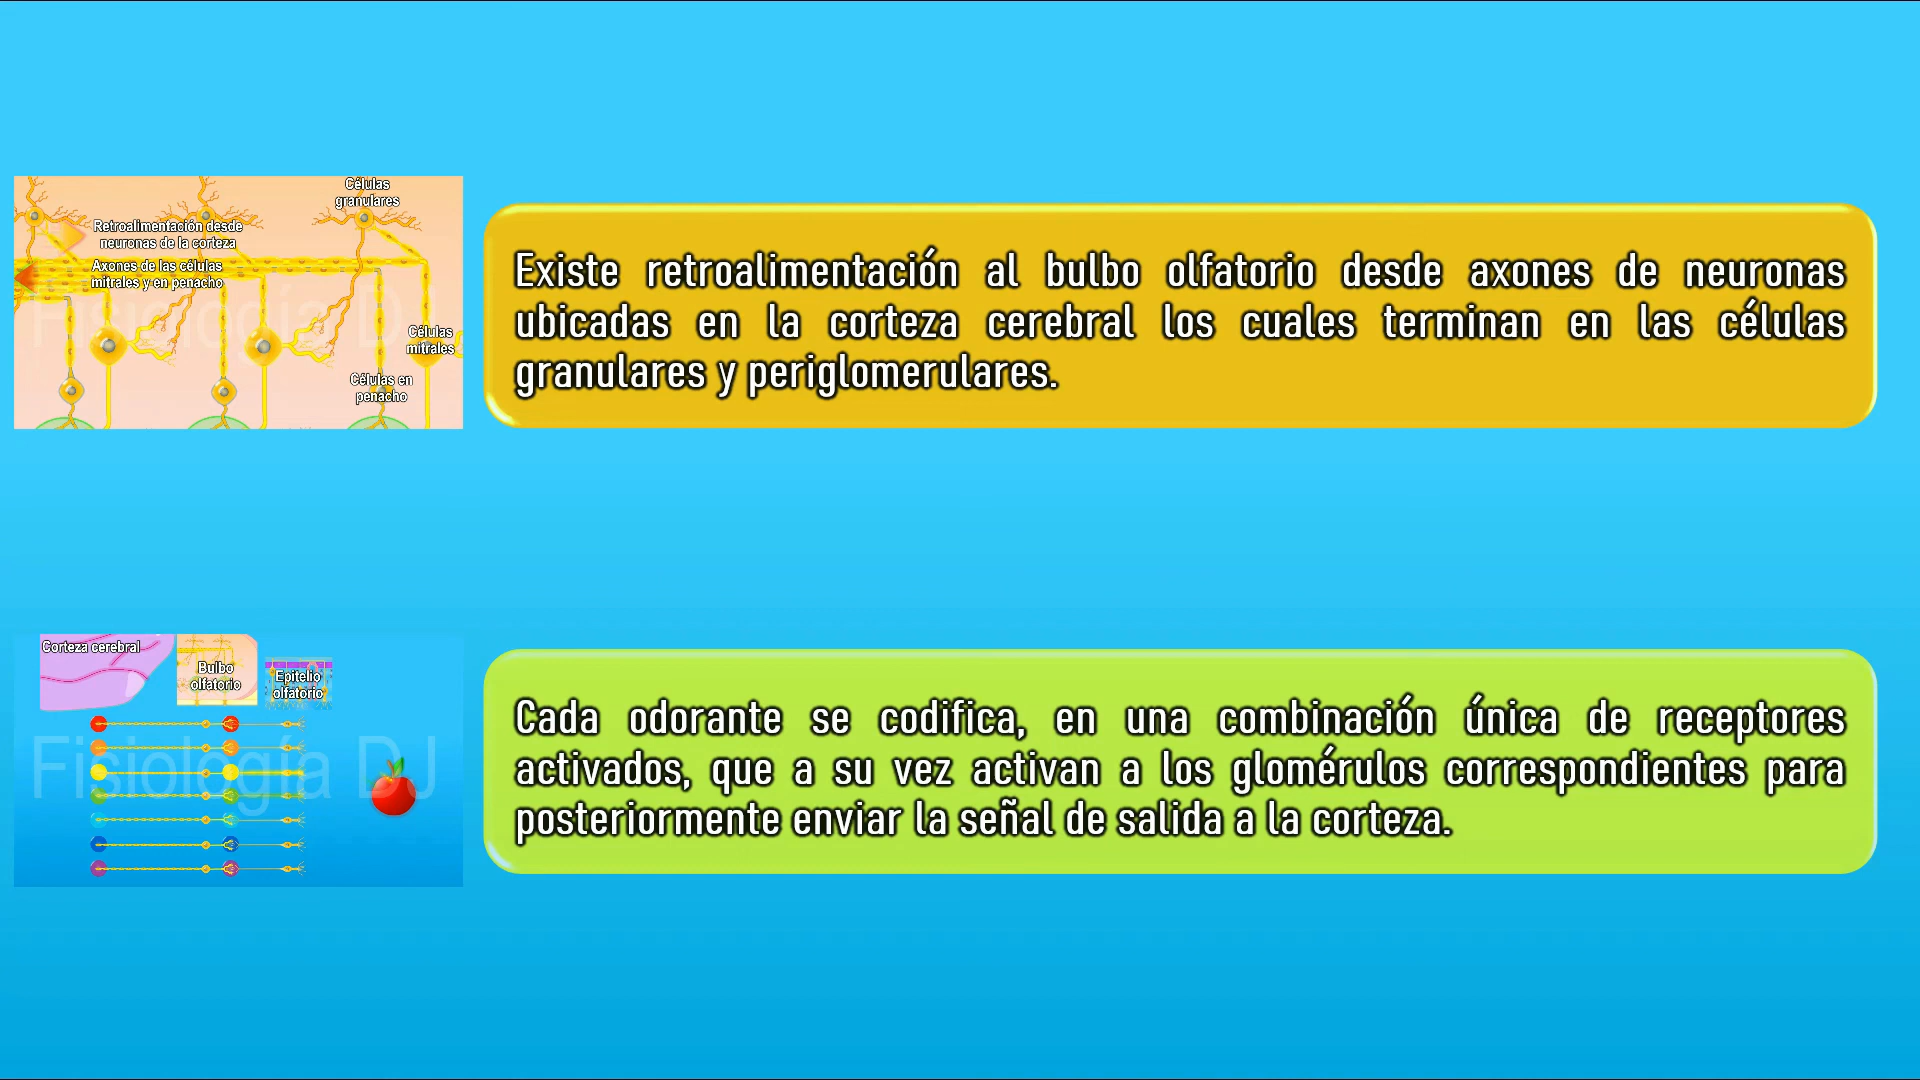 Células
granulares
Retroalimentación desde
neuronas de la corteza
Axones de las células
mitrales y en penacho
Células
mitrales
Células en
penacho
Fisiología DJ
Existe retroalimentación al bulbo olfatorio desde axones de neuronas
ubicadas en la corteza cerebral los cuales terminan en las células
granulares y periglomerulares.
Corteza cerebral
Bulbo
olfatorio
Epitelio
olfatorio
Fisiología DJ
Cada odorante se codifica, en una combinación única de receptores
activados, que a su vez activan a los glomérulos correspondientes para
posteriormente enviar la señal de salida a la corteza.